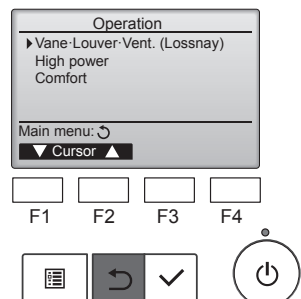 Operation
Vane·Louver·Vent. (Lossnay)
High power
Comfort
Main menu:
Cursor
F1 F2 F3 F4